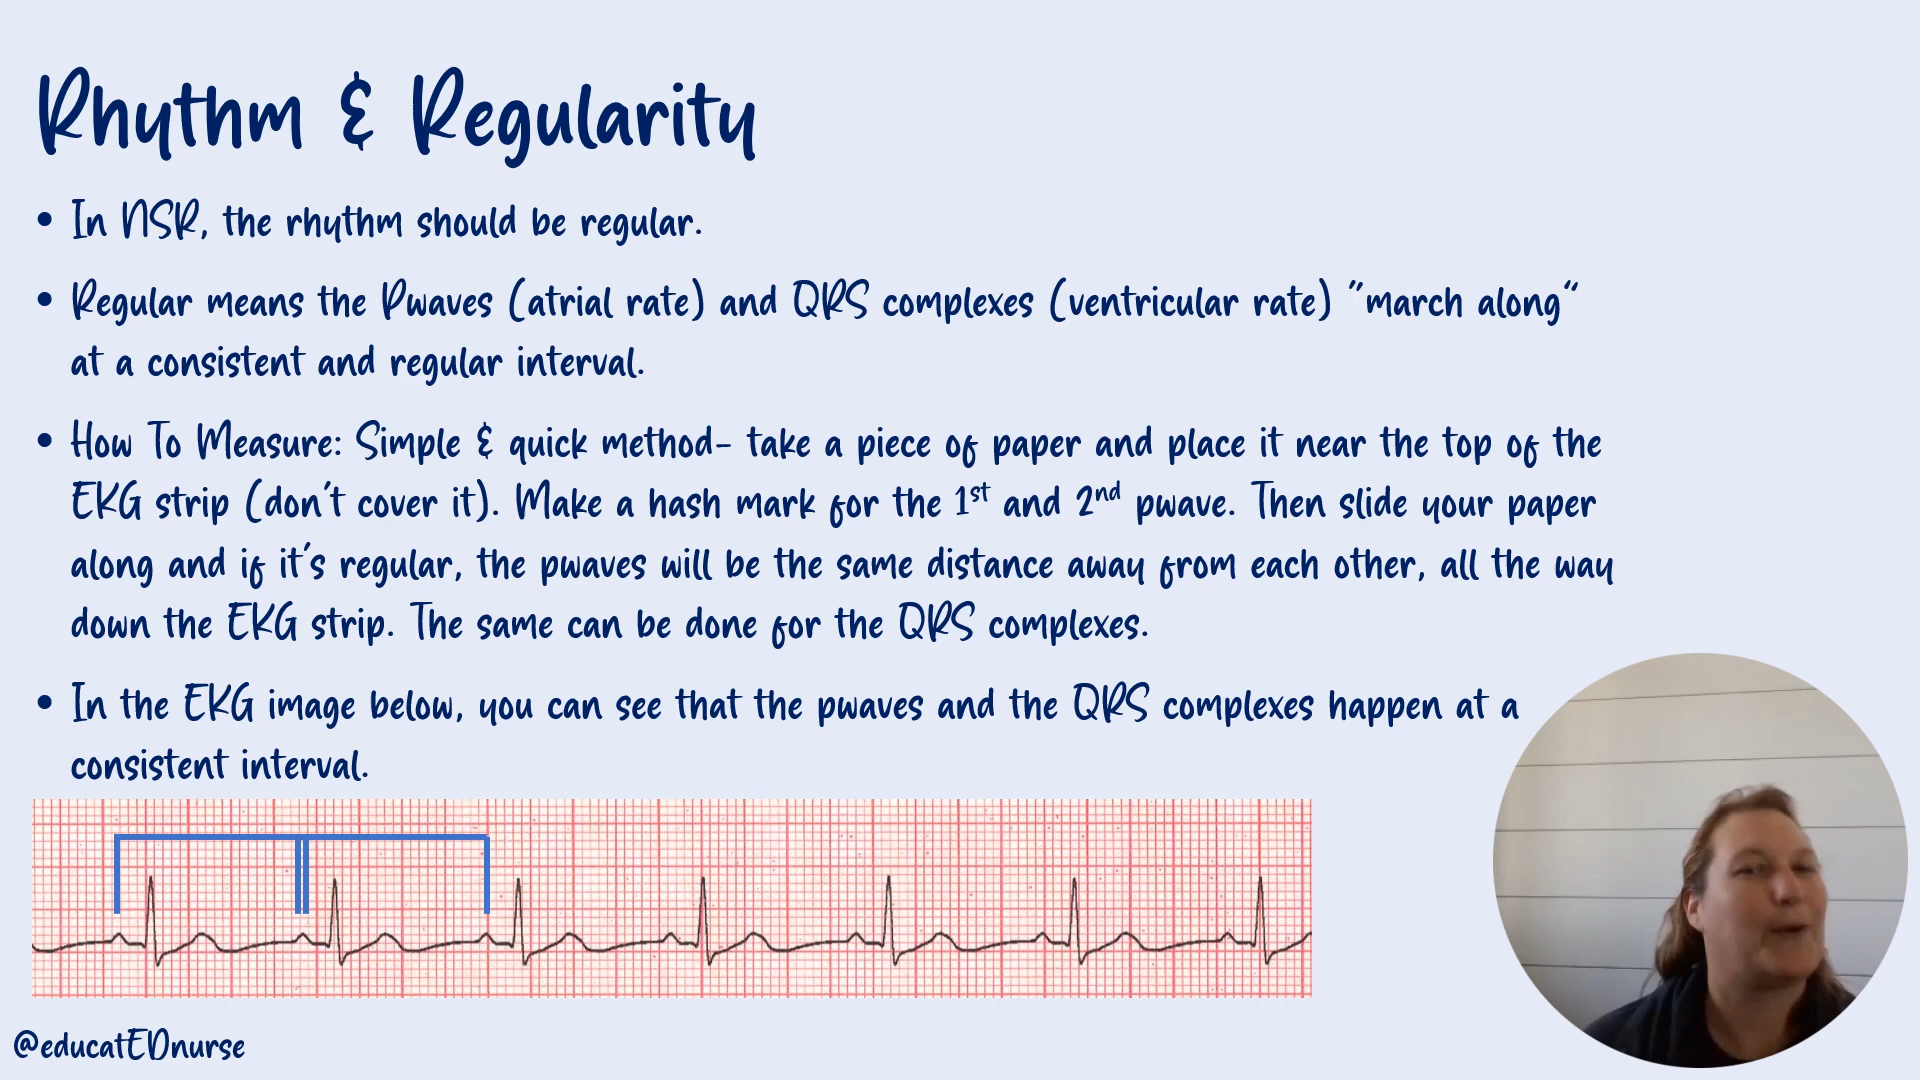 Rhythm & Regularity
• In NSR, the rhythm should be regular.
• Regular means the Pwaves (atrial rate) and QRS complexes (ventricular rate) "march along"
at a consistent and regular interval.
• How To Measure: Simple & quick method- take a piece of paper and place it near the top of the
EKG strip (don't cover it). Make a hash mark for the 1st and 2nd pwave. Then slide your paper
along and if it's regular, the pwaves will be the same distance away from each other, all the way
down the EKG strip. The same can be done for the QRS complexes.
• In the EKG image below, you can see that the pwaves and the QRS complexes happen at a
consistent interval.
@educatEDnurse